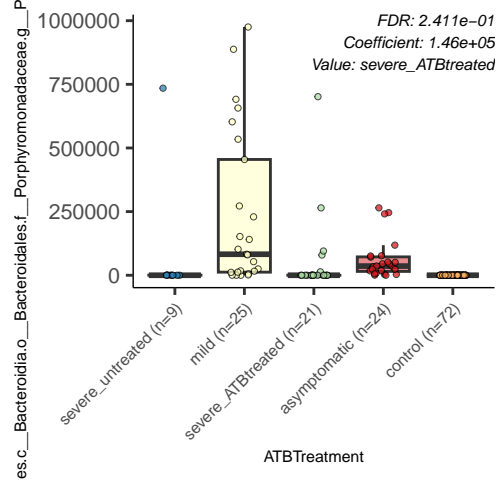 FDR: 2.411e−01
Coefficient: 1.46e+05
Value: severe_ATBtreated
es.c__Bacteroidia.o__Bacteroidales.f__Porphyromonadaceae.g__P
1000000
750000
500000
250000
0
severe_untreated (n=9)
mild (n=25)
severe_ATBtreated (n=21)
asymptomatic (n=24)
control (n=72)
ATBTreatment